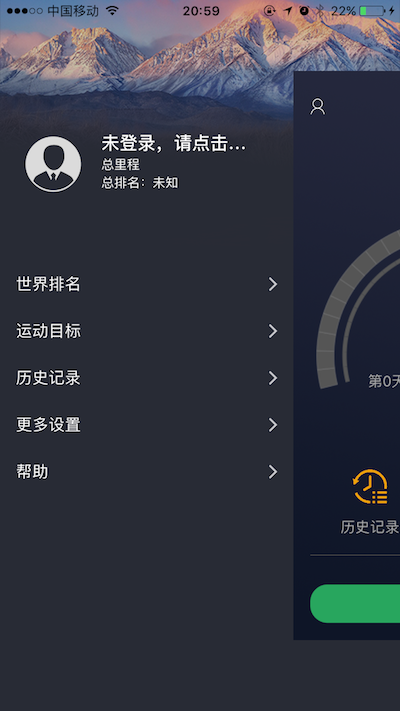 中国移动
20:59
22%
未登录，请点击...
总里程
总排名：未知
世界排名
运动目标
历史记录
更多设置
帮助
第0天
历史记录